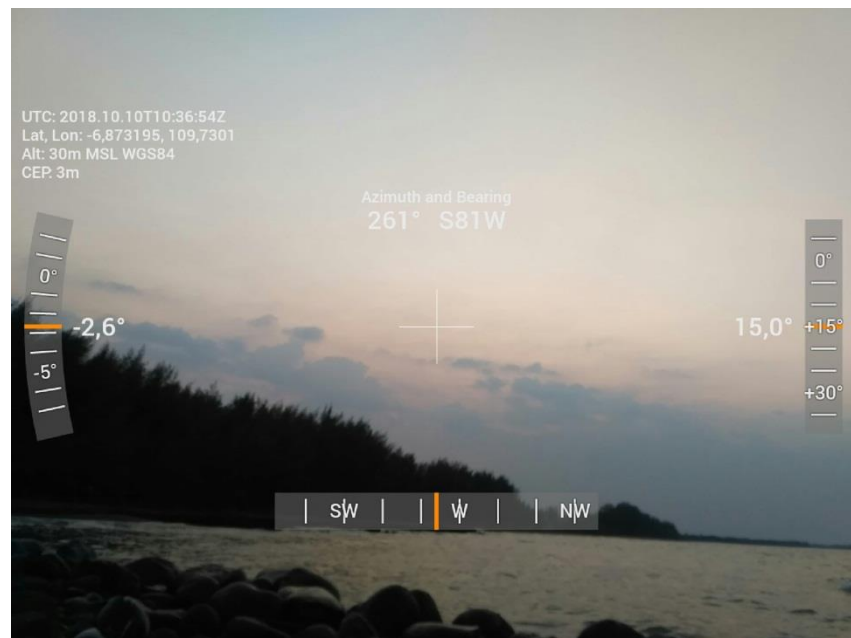 UTC: 2018.10.10T10:36:54Z
Lat, Lon: -6,873195, 109,7301
Alt: 30m MSL WGS84
CEP: 3m
Azimuth and Bearing
261° S81W
0°
-2,6°
-5°
0°
15,0° +15°
+30°
SW W NW